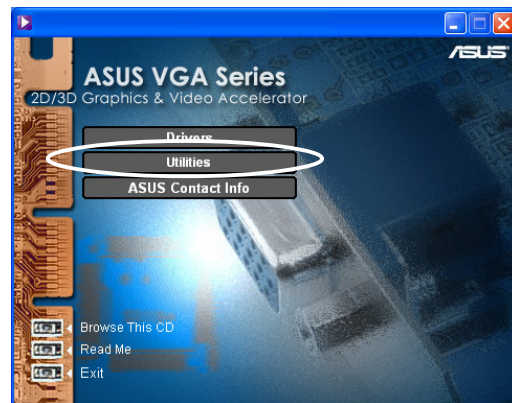 ASUS
ASUS VGA Series
2D/3D Graphics & Video Accelerator
Drivers
Utilities
ASUS Contact Info
Browse This CD
Read Me
Exit